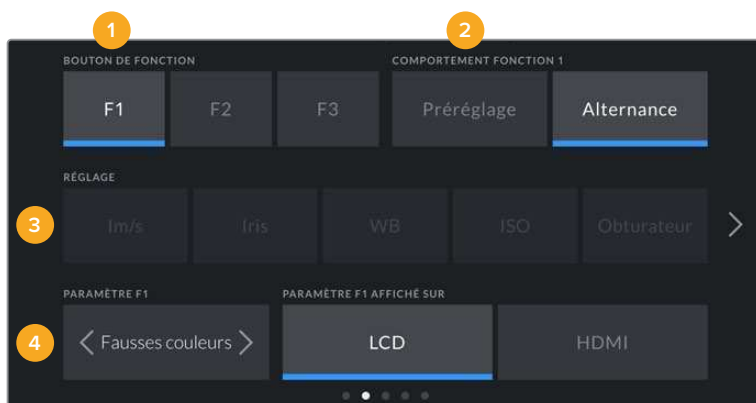 1 2
BOUTON DE FONCTION COMPORTEMENT FONCTION 1
F1 F2 F3 Préréglage Alternance
RÉGLAGE
3 Im/s Iris WB ISO Obturateur
PARAMÈTRE F1 PARAMÈTRE F1 AFFICHÉ SUR
4 Fausses couleurs LCD HDMI